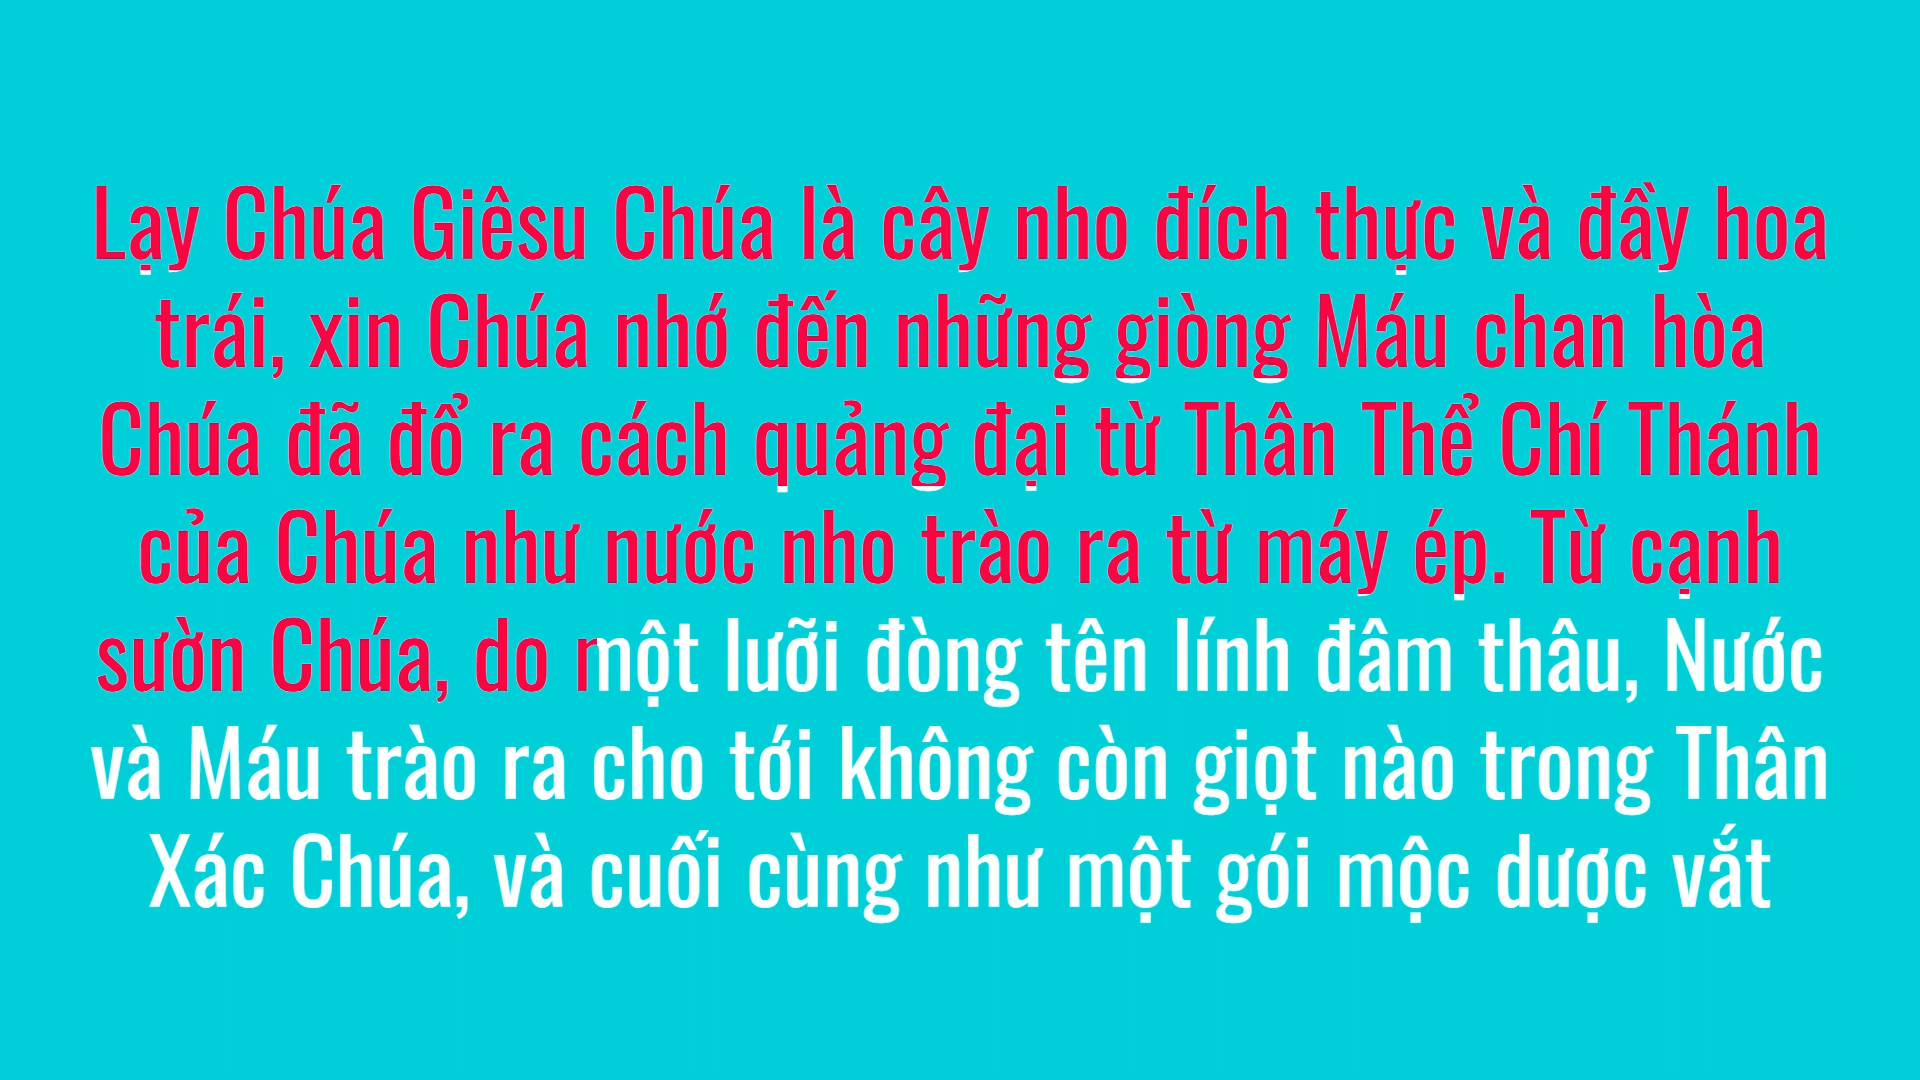 Lạy Chúa Giêsu Chúa là cây nho đích thực và đầy hoa
trái, xin Chúa nhớ đến những giòng Máu chan hòa
Chúa đã đổ ra cách quảng đại từ Thân Thể Chí Thánh
của Chúa như nước nho trào ra từ máy ép. Từ cạnh
sườn Chúa, do một lưỡi đòng tên lính đâm thâu, Nước
và Máu trào ra cho tới không còn giọt nào trong Thân
Xác Chúa, và cuối cùng như một gói mộc dược vắt